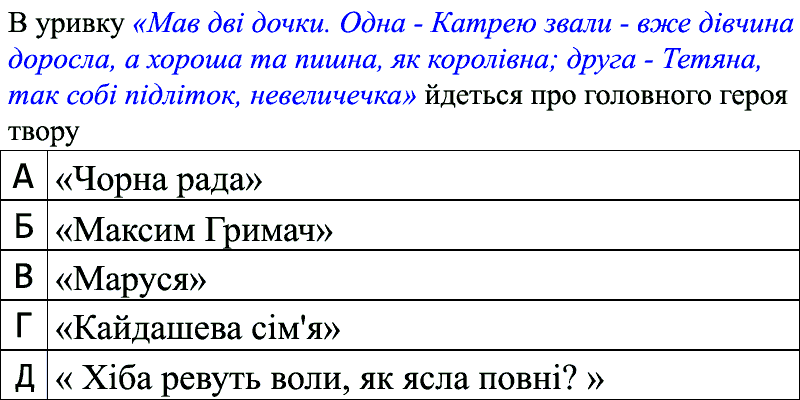 В уривку «Мав дві дочки. Одна - Катрею звали - вже дівчина
доросла, а хороша та пишна, як королівна; друга - Тетяна,
так собі підліток, невеличечка» йдеться про головного героя
твору
А «Чорна рада»
Б «Максим Гримач»
В «Маруся»
Г «Кайдашева сім'я»
Д « Хіба ревуть воли, як ясла повні? »